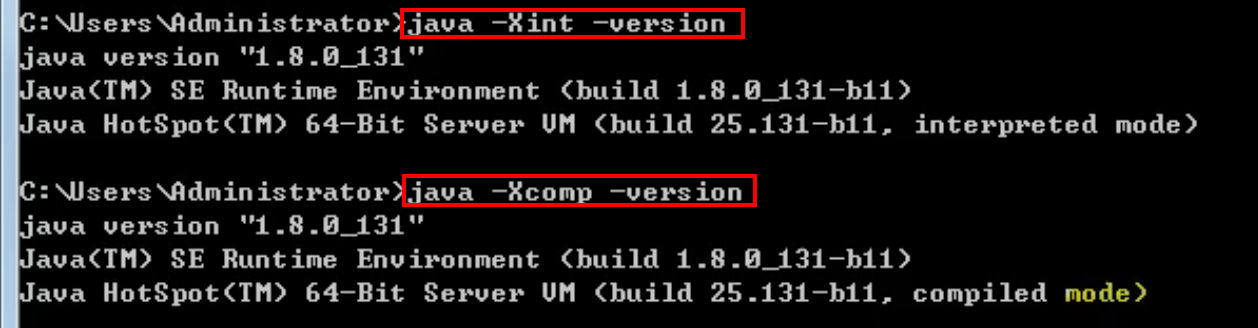 C:\Users\Administrator>java -Xint -version
java version "1.8.0_131"
Java(TM) SE Runtime Environment (build 1.8.0_131-b11)
Java HotSpot(TM) 64-Bit Server VM (build 25.131-b11, interpreted mode)
C:\Users\Administrator>java -Xcomp -version
java version "1.8.0_131"
Java(TM) SE Runtime Environment (build 1.8.0_131-b11)
Java HotSpot(TM) 64-Bit Server VM (build 25.131-b11, compiled mode)